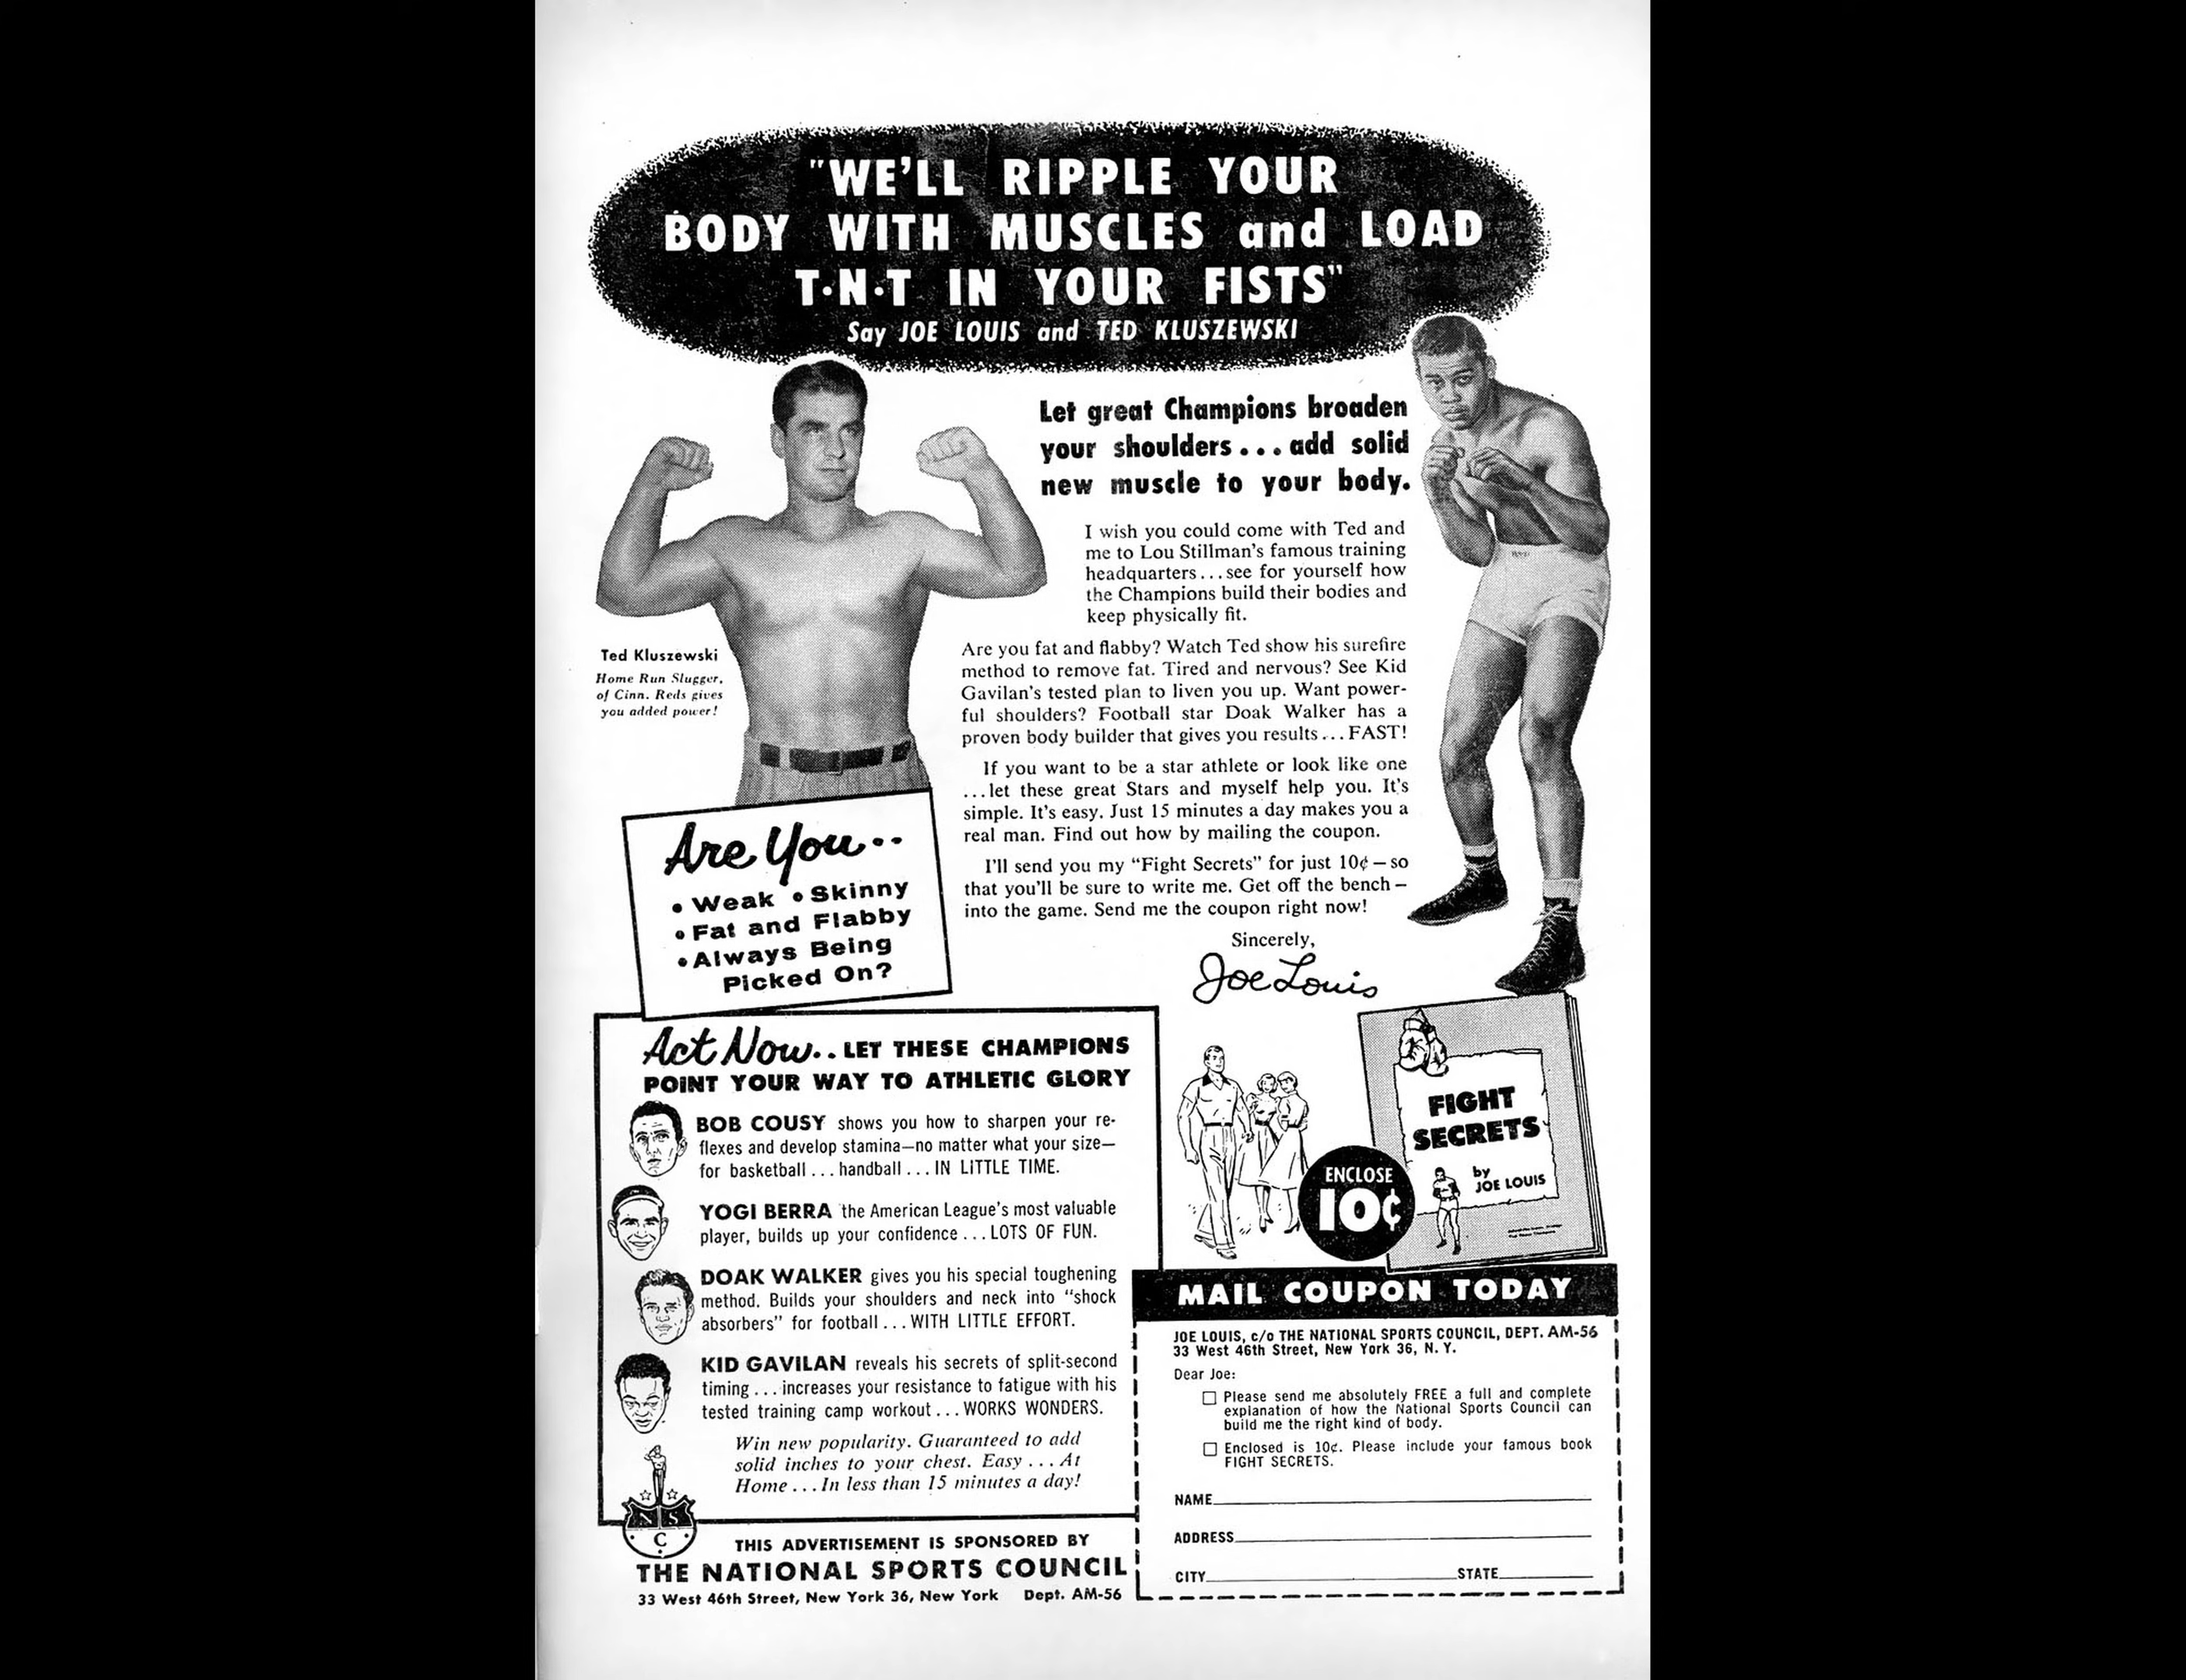 "WE'LL RIPPLE YOUR
BODY WITH MUSCLES and LOAD
T·N·T IN YOUR FISTS"
Say JOE LOUIS and TED KLUSZEWSKI
Let great Champions broaden
your shoulders...add solid
new muscle to your body.
I wish you could come with Ted and
me to Lou Stillman's famous training
headquarters...see for yourself how
the Champions build their bodies and
keep physically fit.
Are you fat and flabby? Watch Ted show his surefire
method to remove fat. Tired and nervous? See Kid
Gavilan's tested plan to liven you up. Want power-
ful shoulders? Football star Doak Walker has a
proven body builder that gives you results...FAST!
If you want to be a star athlete or look like one
...let these great Stars and myself help you. It's
simple. It's easy. Just 15 minutes a day makes you a
real man. Find out how by mailing the coupon.
I'll send you my "Fight Secrets" for just 10¢—so
that you'll be sure to write me. Get off the bench—
into the game. Send me the coupon right now!
Sincerely,
Joe Louis
Ted Kluszewski
Home Run Slugger,
of Cinn. Reds gives
you added power!
Are You..
• Weak • Skinny
• Fat and Flabby
• Always Being
Picked On?
Act Now..LET THESE CHAMPIONS
POINT YOUR WAY TO ATHLETIC GLORY
BOB COUSY shows you how to sharpen your re-
flexes and develop stamina—no matter what your size—
for basketball...handball...IN LITTLE TIME.
YOGI BERRA the American League's most valuable
player, builds up your confidence...LOTS OF FUN.
DOAK WALKER gives you his special toughening
method. Builds your shoulders and neck into "shock
absorbers" for football...WITH LITTLE EFFORT.
KID GAVILAN reveals his secrets of split-second
timing...increases your resistance to fatigue with his
tested training camp workout...WORKS WONDERS.
Win new popularity. Guaranteed to add
solid inches to your chest. Easy...At
Home...In less than 15 minutes a day!
N S
C
THIS ADVERTISEMENT IS SPONSORED BY
THE NATIONAL SPORTS COUNCIL
33 West 46th Street, New York 36, New York Dept. AM-56
FIGHT
SECRETS
by
JOE LOUIS
ENCLOSE
10¢
MAIL COUPON TODAY
JOE LOUIS, c/o THE NATIONAL SPORTS COUNCIL, DEPT. AM-56
33 West 46th Street, New York 36, N. Y.
Dear Joe:
☐ Please send me absolutely FREE a full and complete
explanation of how the National Sports Council can
build me the right kind of body.
☐ Enclosed is 10¢. Please include your famous book
FIGHT SECRETS.
NAME
ADDRESS
CITY STATE